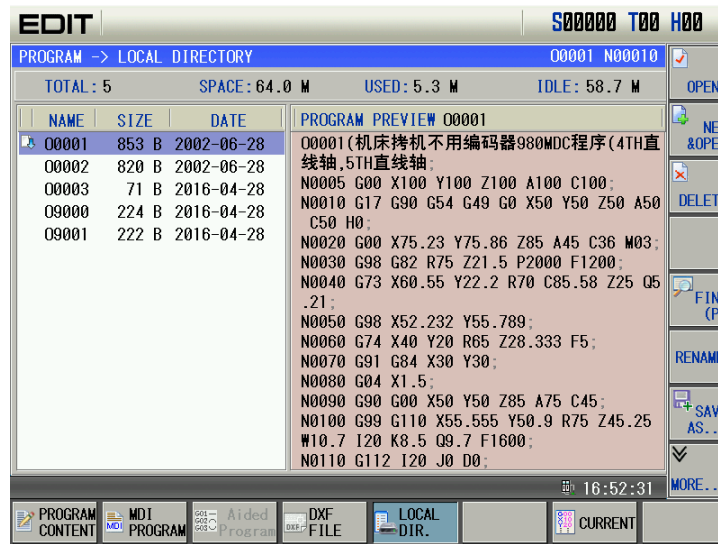 EDIT S00000 T00 H00
PROGRAM -> LOCAL DIRECTORY O0001 N00010
TOTAL: 5 SPACE: 64.0 M USED: 5.3 M IDLE: 58.7 M
NAME SIZE DATE
O0001 853 B 2002-06-28
O0002 820 B 2002-06-28
O0003 71 B 2016-04-28
O9000 224 B 2016-04-28
O9001 222 B 2016-04-28
PROGRAM PREVIEW O0001
O0001(机床拷机不用编码器980MDC程序(4TH直
线轴,5TH直线轴;
N0005 G00 X100 Y100 Z100 A100 C100;
N0010 G17 G90 G54 G49 G0 X50 Y50 Z50 A50
C50 H0;
N0020 G00 X75.23 Y75.86 Z85 A45 C36 M03;
N0030 G98 G82 R75 Z21.5 P2000 F1200;
N0040 G73 X60.55 Y22.2 R70 C85.58 Z25 Q5
.21;
N0050 G98 X52.232 Y55.789;
N0060 G74 X40 Y20 R65 Z28.333 F5;
N0070 G91 G84 X30 Y30;
N0080 G04 X1.5;
N0090 G90 G00 X50 Y50 Z85 A75 C45;
N0100 G99 G110 X55.555 Y50.9 R75 Z45.25
W10.7 I20 K8.5 Q9.7 F1600;
N0110 G112 I20 J0 D0;
OPEN
NE
&OPE
DELET
FIN
(P
RENAM
SAV
AS..
MORE..
16:52:31
PROGRAM
CONTENT
MDI
MDI
PROGRAM
G01
G02
G03
Aided
Program
DXF
DXF
FILE
LOCAL
DIR.
CURRENT